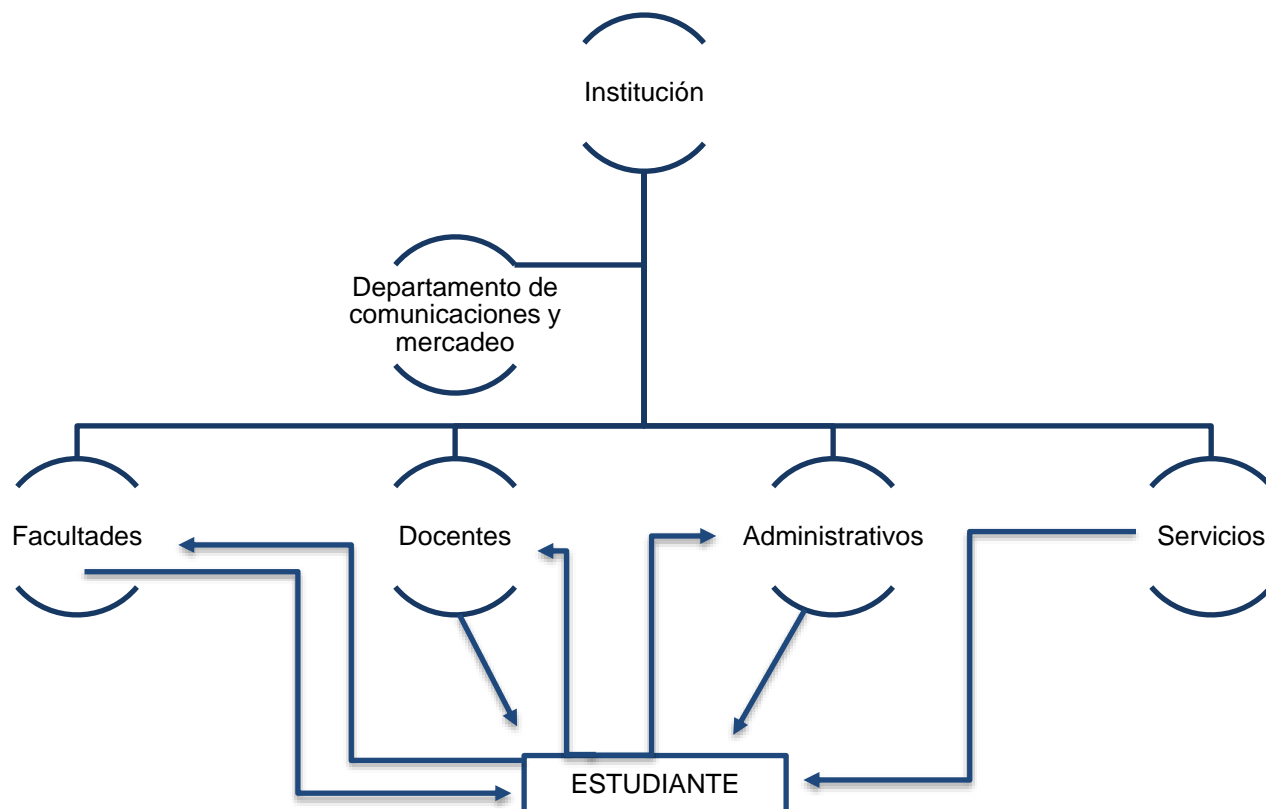 Institución
Departamento de
comunicaciones y
mercadeo
Facultades
Docentes
Administrativos
Servicios
ESTUDIANTE